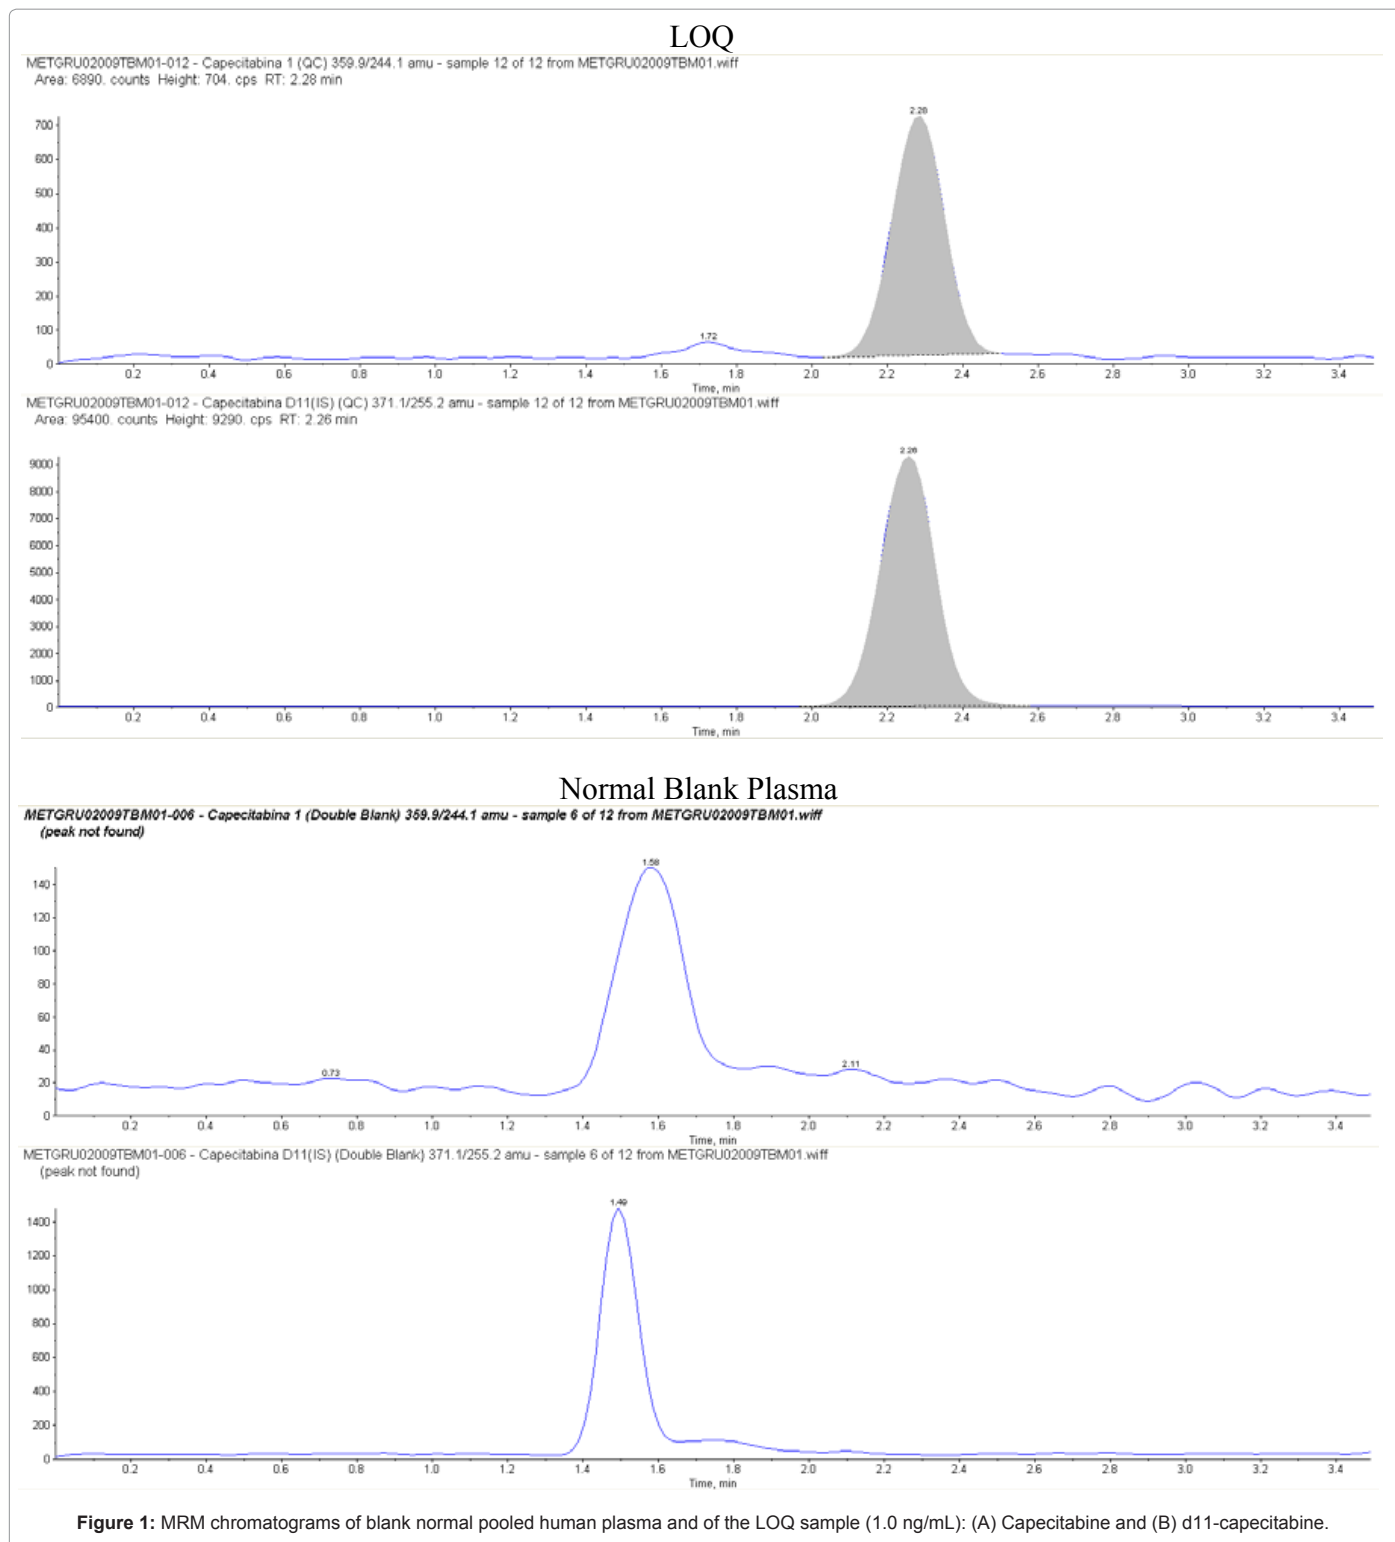 LOQ
METGRU02009TBM01-012 - Capecitabina 1 (QC) 359.9/244.1 amu - sample 12 of 12 from METGRU02009TBM01.wiff
Area: 6890. counts Height: 704. cps RT: 2.28 min
2.28
700
600
500
400
300
200
100
0
1.72
0.2 0.4 0.6 0.8 1.0 1.2 1.4 1.6 1.8 2.0 2.2 2.4 2.6 2.8 3.0 3.2 3.4
Time, min
METGRU02009TBM01-012 - Capecitabina D11(IS) (QC) 371.1/255.2 amu - sample 12 of 12 from METGRU02009TBM01.wiff
Area: 95400. counts Height: 9290. cps RT: 2.26 min
2.26
9000
8000
7000
6000
5000
4000
3000
2000
1000
0
0.2 0.4 0.6 0.8 1.0 1.2 1.4 1.6 1.8 2.0 2.2 2.4 2.6 2.8 3.0 3.2 3.4
Time, min
Normal Blank Plasma
METGRU02009TBM01-006 - Capecitabina 1 (Double Blank) 359.9/244.1 amu - sample 6 of 12 from METGRU02009TBM01.wiff
(peak not found)
1.58
140
120
100
80
60
40
20
0
0.73
2.11
0.2 0.4 0.6 0.8 1.0 1.2 1.4 1.6 1.8 2.0 2.2 2.4 2.6 2.8 3.0 3.2 3.4
Time, min
METGRU02009TBM01-006 - Capecitabina D11(IS) (Double Blank) 371.1/255.2 amu - sample 6 of 12 from METGRU02009TBM01.wiff
(peak not found)
1.49
1400
1200
1000
800
600
400
200
0
0.2 0.4 0.6 0.8 1.0 1.2 1.4 1.6 1.8 2.0 2.2 2.4 2.6 2.8 3.0 3.2 3.4
Time, min
Figure 1: MRM chromatograms of blank normal pooled human plasma and of the LOQ sample (1.0 ng/mL): (A) Capecitabine and (B) d11-capecitabine.